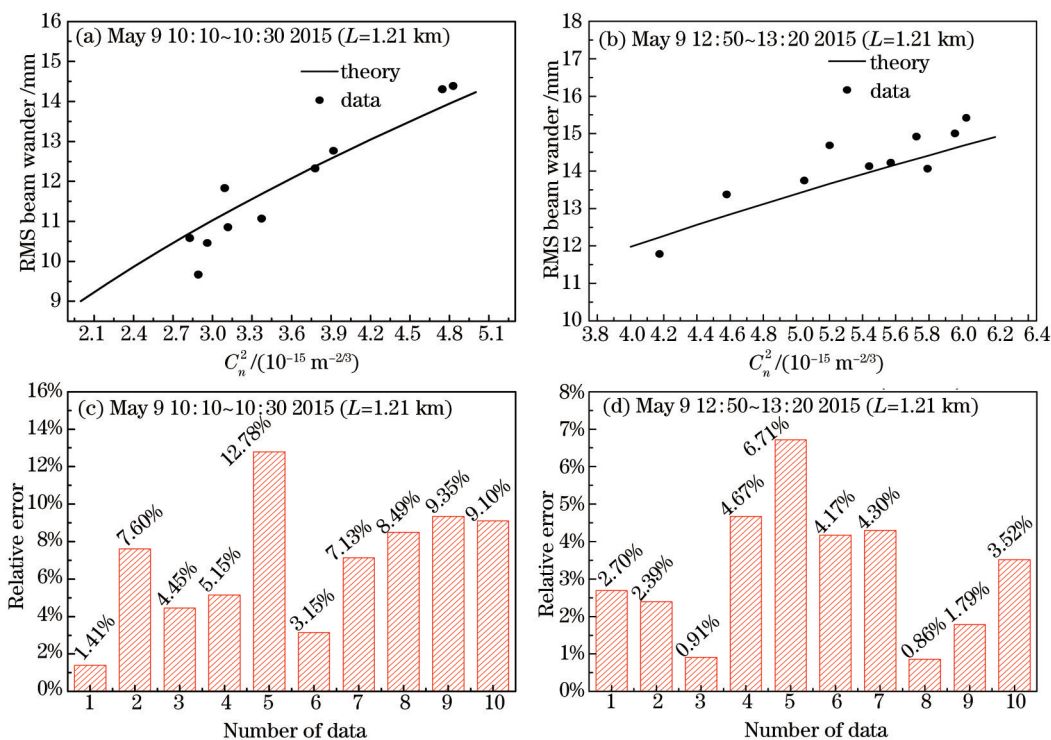 (a) May 9 10:10~10:30 2015 (L=1.21 km)
theory
data
RMS beam wander /mm
16
15
14
13
12
11
10
9
2.1 2.4 2.7 3.0 3.3 3.6 3.9 4.2 4.5 4.8 5.1
C_n^2/(10^-15 m^-2/3)
(b) May 9 12:50~13:20 2015 (L=1.21 km)
theory
data
RMS beam wander /mm
18
17
16
15
14
13
12
11
10
3.8 4.0 4.4 4.6 4.8 5.0 5.2 5.4 5.6 5.8 6.0 6.2 6.4
C_n^2/(10^-15 m^-2/3)
(c) May 9 10:10~10:30 2015 (L=1.21 km)
Relative error
16%
14%
12%
10%
8%
6%
4%
2%
0%
1.41% 7.60% 4.45% 5.15% 12.78% 3.15% 7.13% 8.49% 9.35% 9.10%
1 2 3 4 5 6 7 8 9 10
Number of data
(d) May 9 12:50~13:20 2015 (L=1.21 km)
Relative error
8%
7%
6%
5%
4%
3%
2%
1%
0%
2.70% 2.39% 0.91% 4.67% 6.71% 4.17% 4.30% 0.86% 1.79% 3.52%
1 2 3 4 5 6 7 8 9 10
Number of data